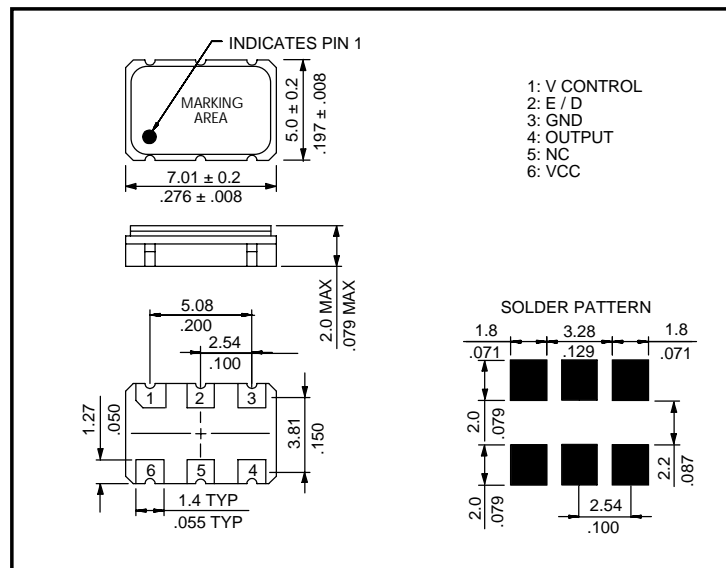 INDICATES PIN 1
MARKING
AREA
5.0 ± 0.2
.197 ± .008
7.01 ± 0.2
.276 ± .008
1: V CONTROL
2: E / D
3: GND
4: OUTPUT
5: NC
6: VCC
2.0 MAX
.079 MAX
5.08
.200
2.54
.100
1
2
3
1.27
.050
3.81
.150
6
5
4
1.4 TYP
.055 TYP
SOLDER PATTERN
1.8
.071
3.28
.129
1.8
.071
2.0
.079
2.2
.087
2.0
.079
2.54
.100